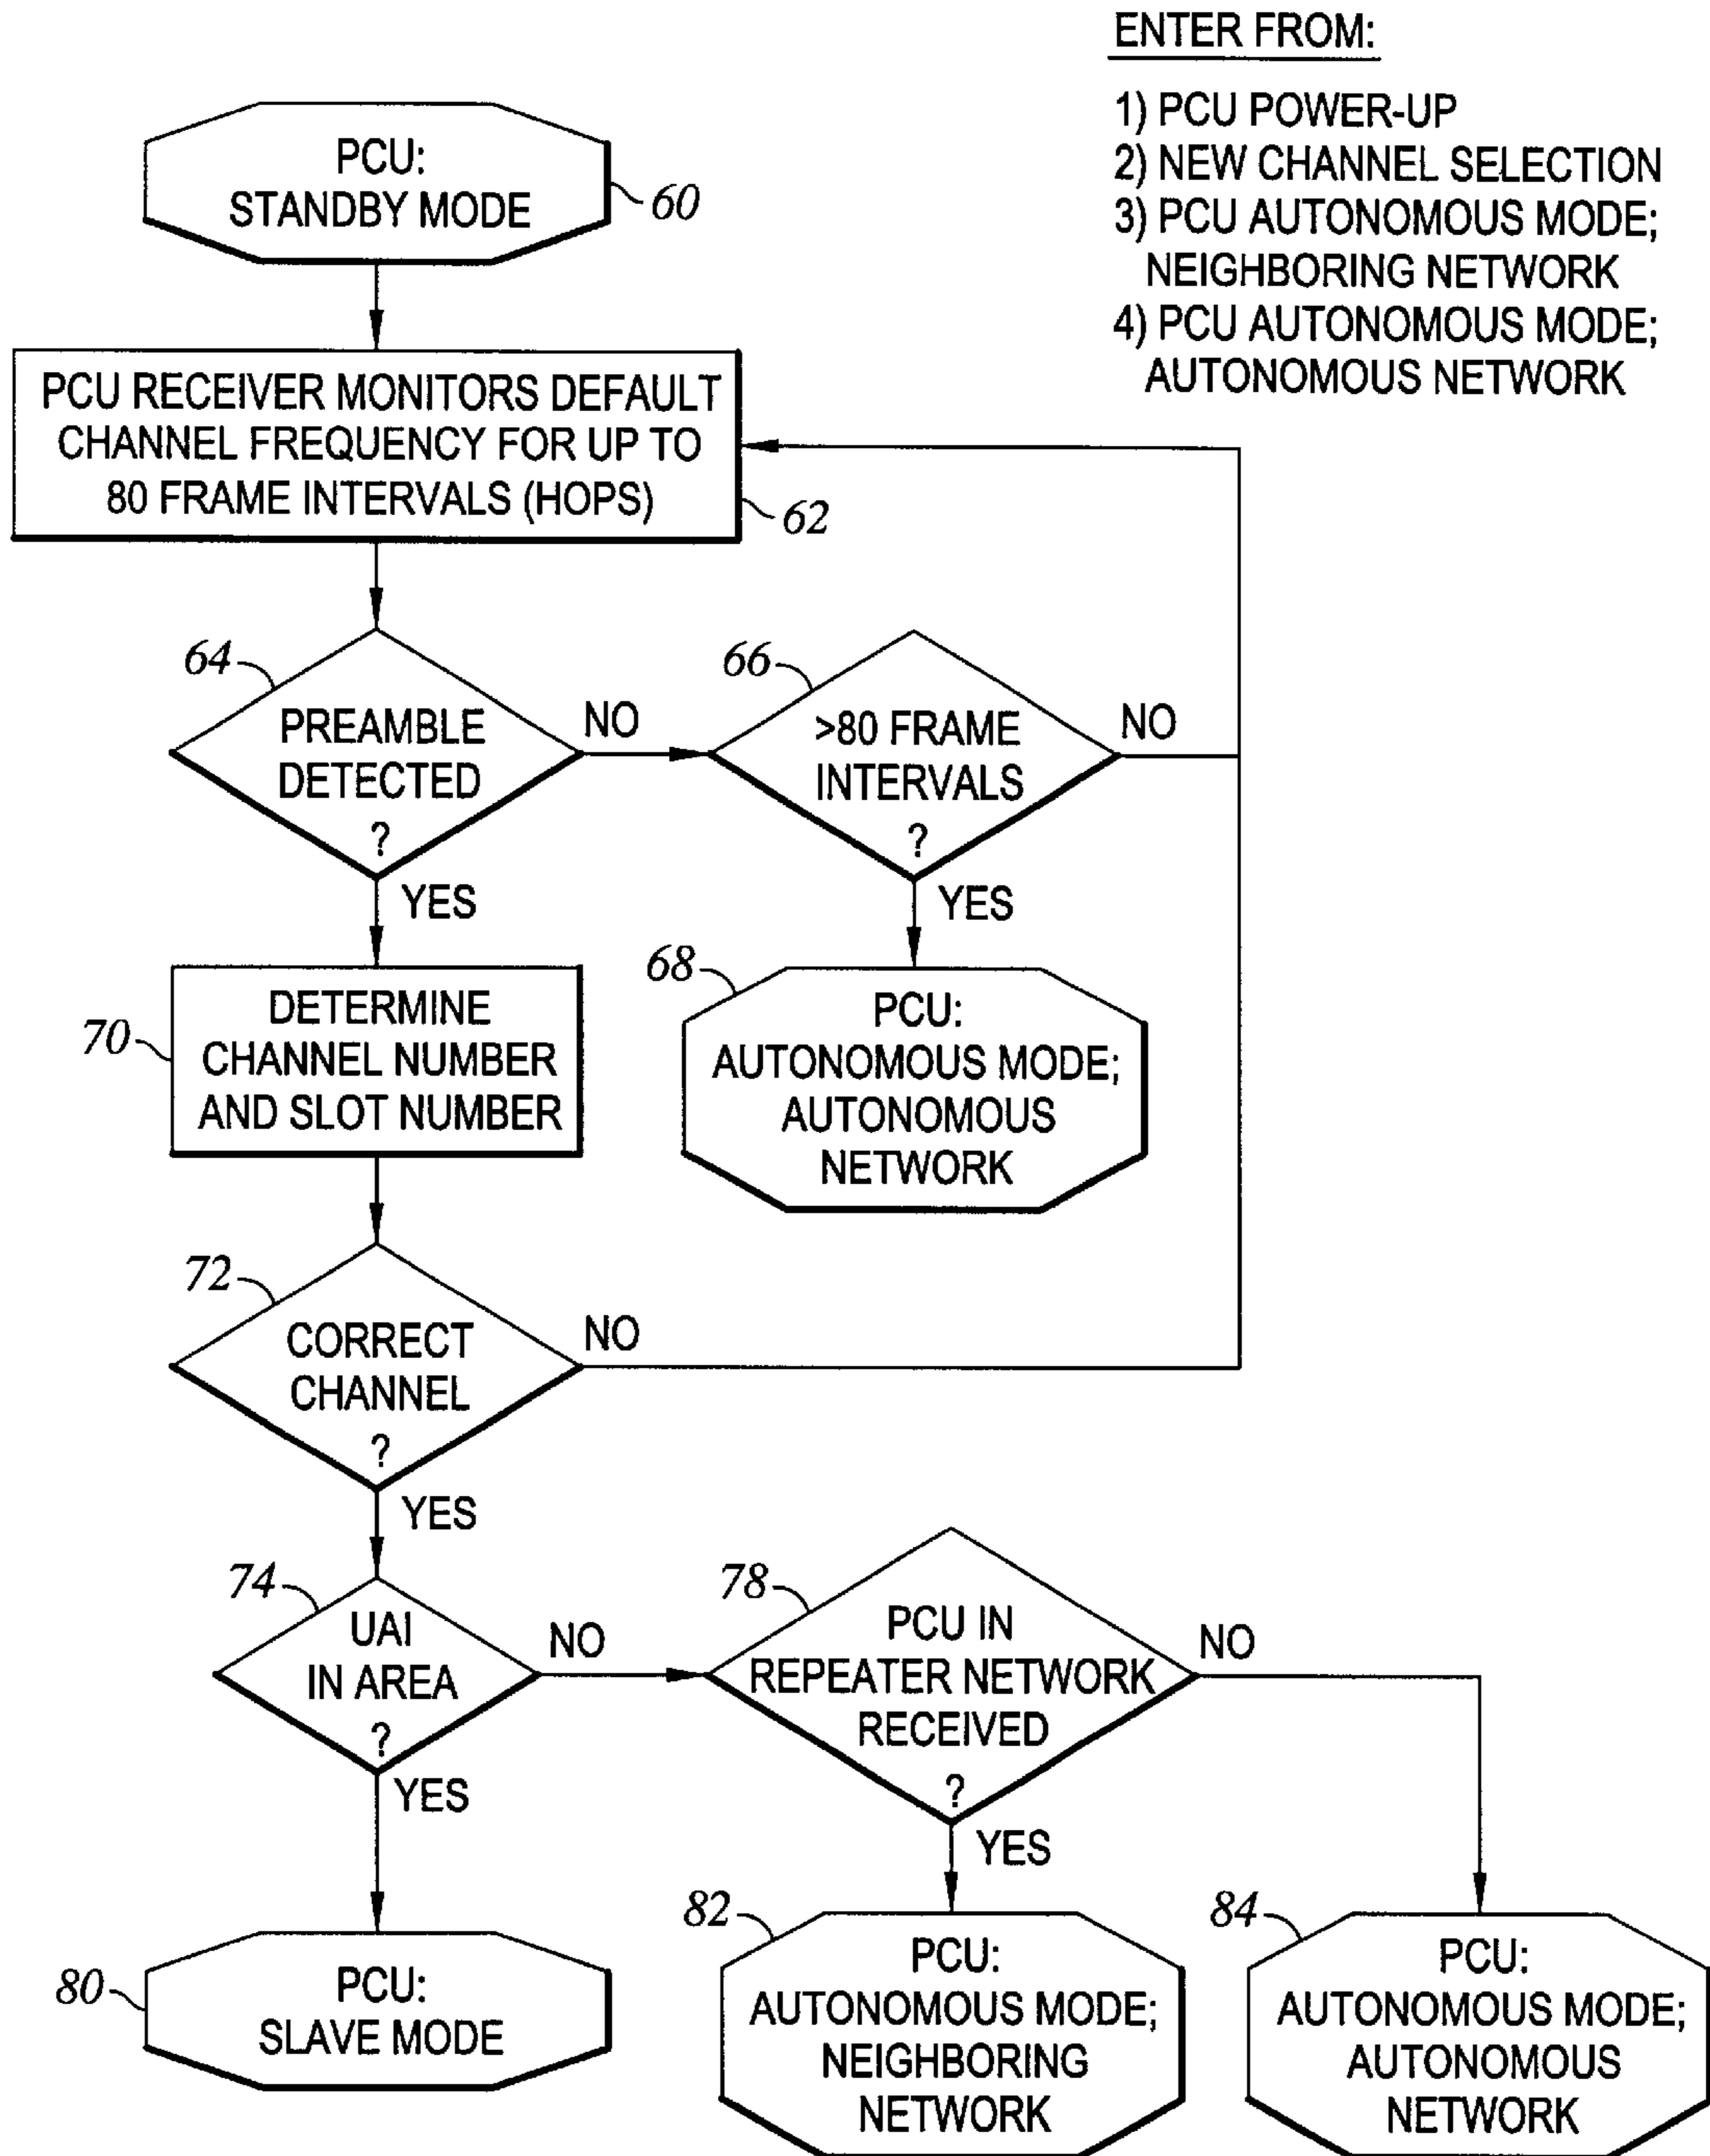 ENTER FROM:
1) PCU POWER-UP
2) NEW CHANNEL SELECTION
3) PCU AUTONOMOUS MODE;
NEIGHBORING NETWORK
4) PCU AUTONOMOUS MODE;
AUTONOMOUS NETWORK
PCU:
STANDBY MODE
60
PCU RECEIVER MONITORS DEFAULT
CHANNEL FREQUENCY FOR UP TO
80 FRAME INTERVALS (HOPS)
62
64
PREAMBLE
DETECTED
?
NO
YES
66
>80 FRAME
INTERVALS
?
NO
YES
68
PCU:
AUTONOMOUS MODE;
AUTONOMOUS
NETWORK
70
DETERMINE
CHANNEL NUMBER
AND SLOT NUMBER
72
CORRECT
CHANNEL
?
NO
YES
74
UAI
IN AREA
?
NO
YES
78
PCU IN
REPEATER NETWORK
RECEIVED
?
NO
YES
80
PCU:
SLAVE MODE
82
PCU:
AUTONOMOUS MODE;
NEIGHBORING
NETWORK
84
PCU:
AUTONOMOUS MODE;
AUTONOMOUS
NETWORK